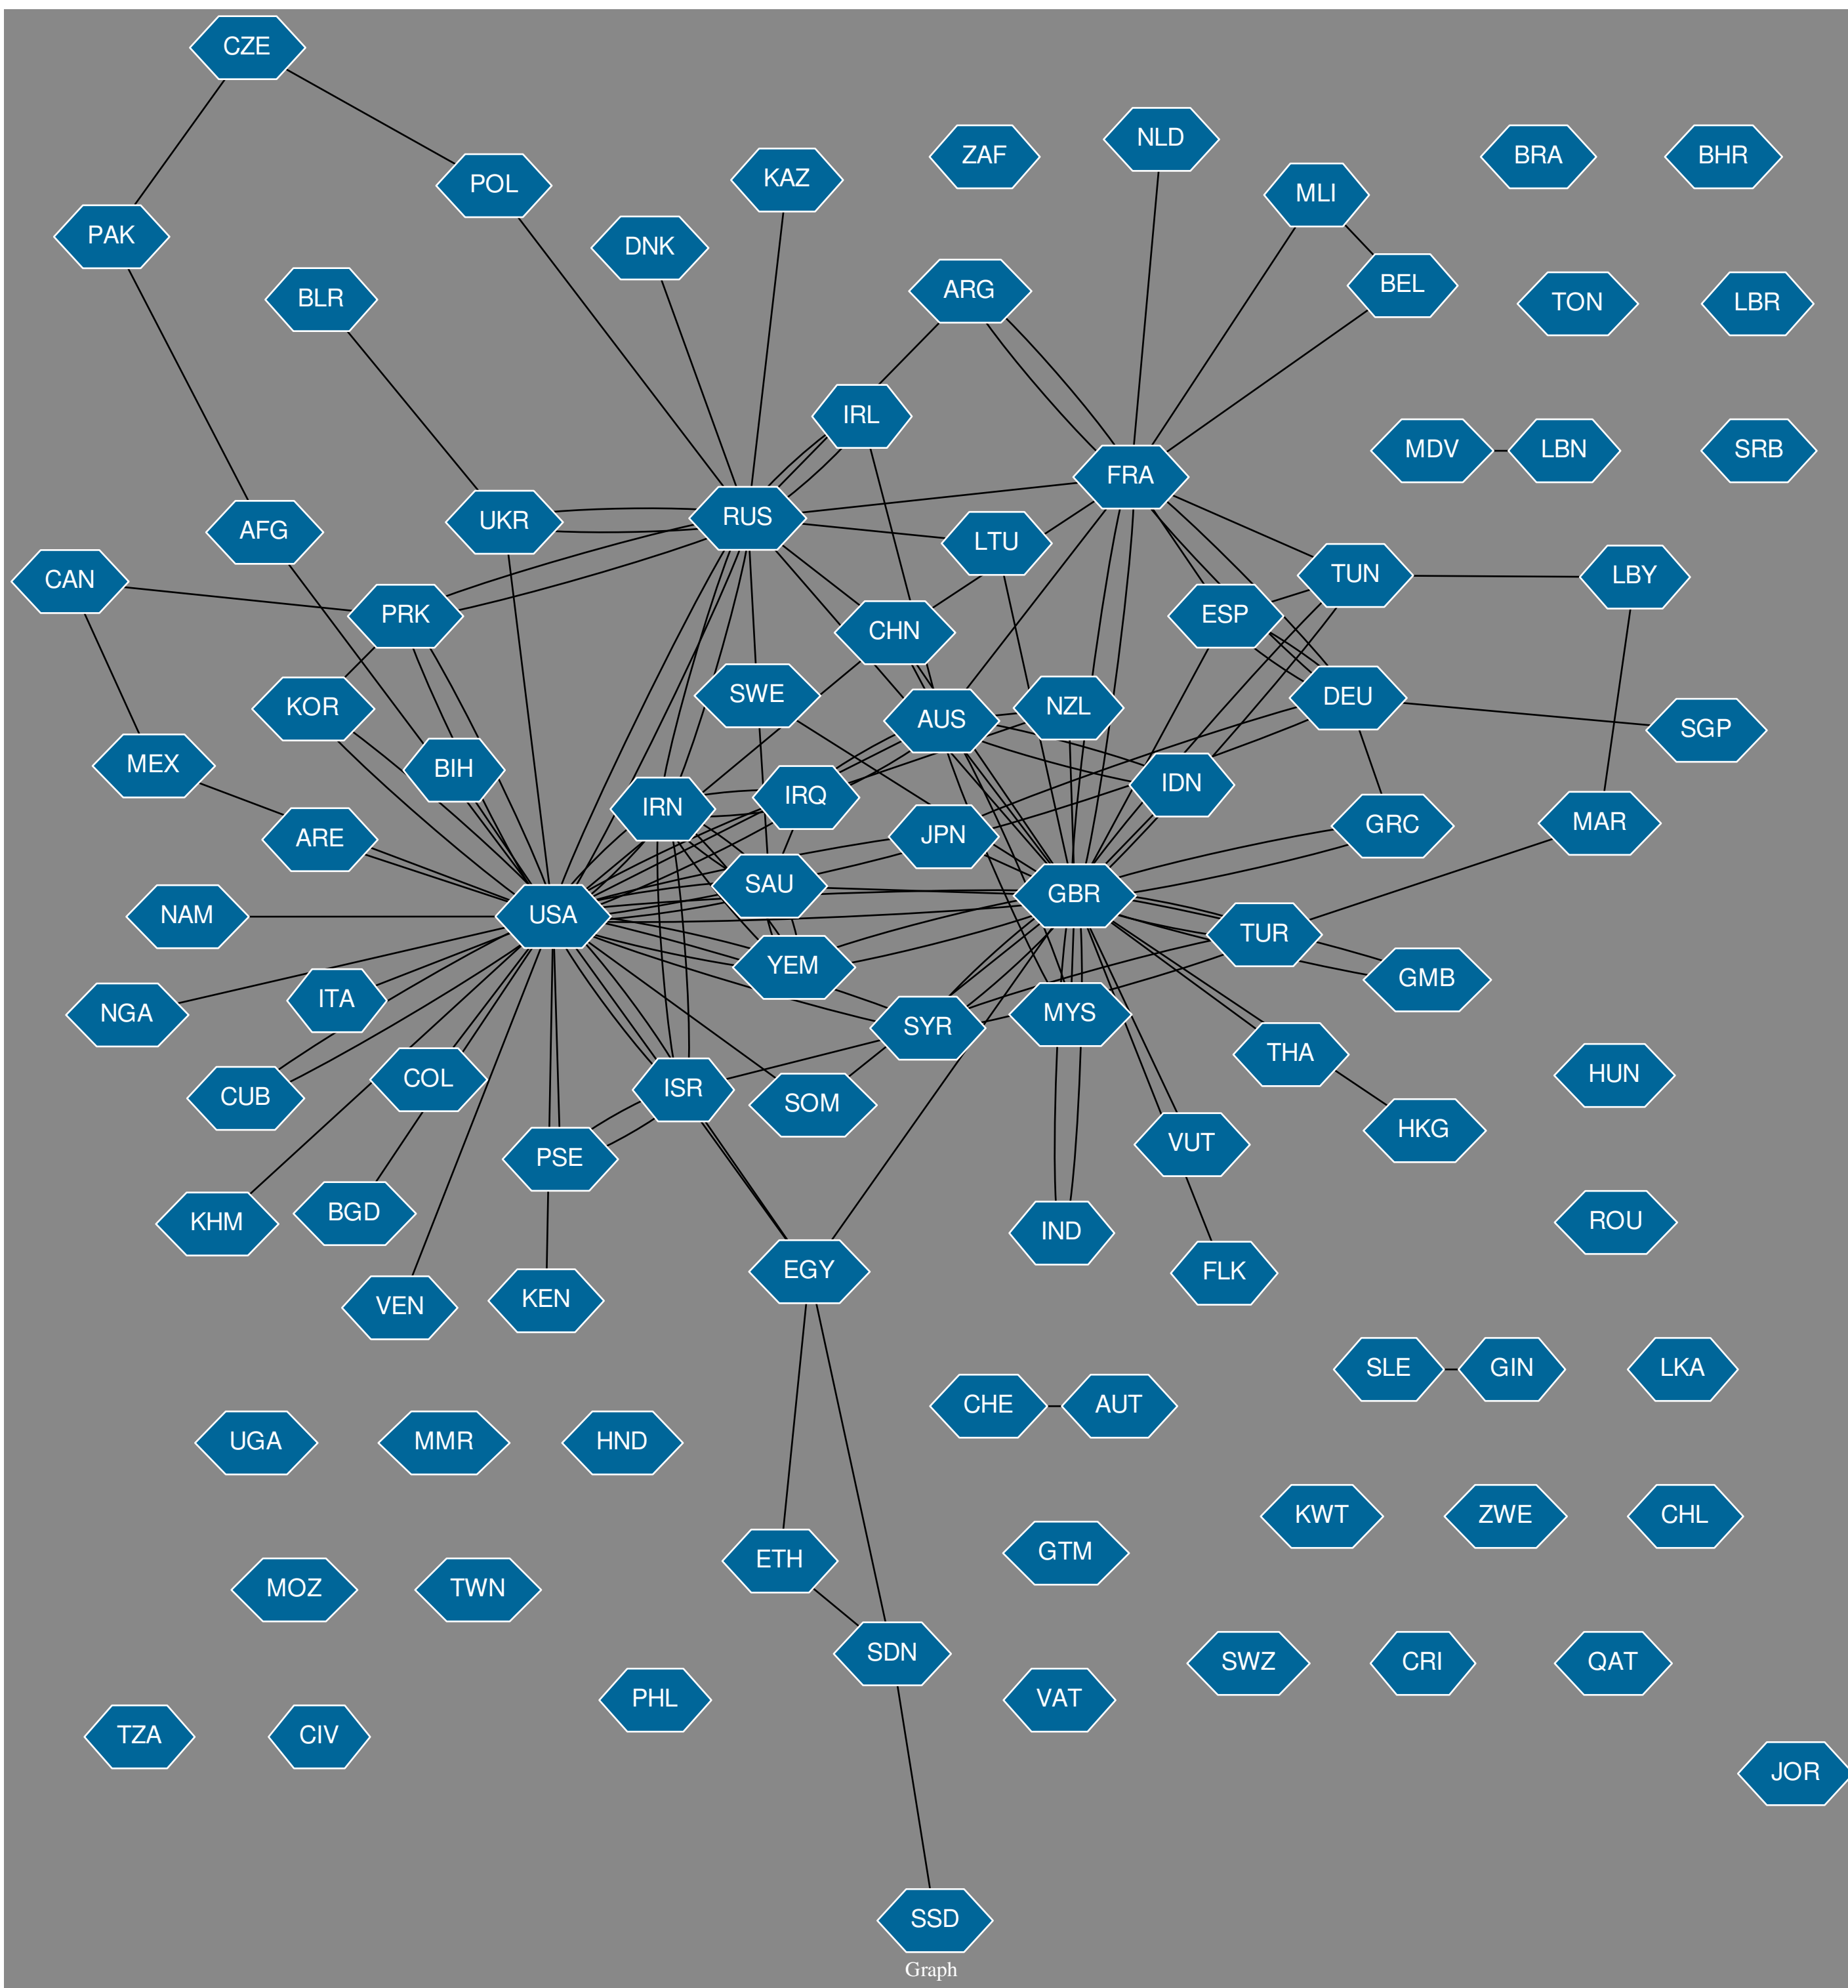 CZE
NLD
ZAF
BRA
BHR
KAZ
POL
MLI
PAK
DNK
BEL
ARG
BLR
TON
LBR
IRL
MDV
LBN
SRB
FRA
RUS
UKR
AFG
LTU
TUN
LBY
CAN
PRK
ESP
CHN
SWE
DEU
KOR
NZL
AUS
SGP
MEX
BIH
IDN
IRQ
IRN
MAR
GRC
JPN
ARE
SAU
GBR
NAM
USA
TUR
YEM
GMB
ITA
NGA
MYS
SYR
THA
HUN
COL
ISR
CUB
SOM
HKG
VUT
PSE
BGD
KHM
IND
ROU
EGY
FLK
KEN
VEN
SLE
GIN
LKA
CHE
AUT
UGA
MMR
HND
KWT
ZWE
CHL
GTM
ETH
MOZ
TWN
SDN
SWZ
CRI
QAT
PHL
VAT
TZA
CIV
JOR
SSD
Graph